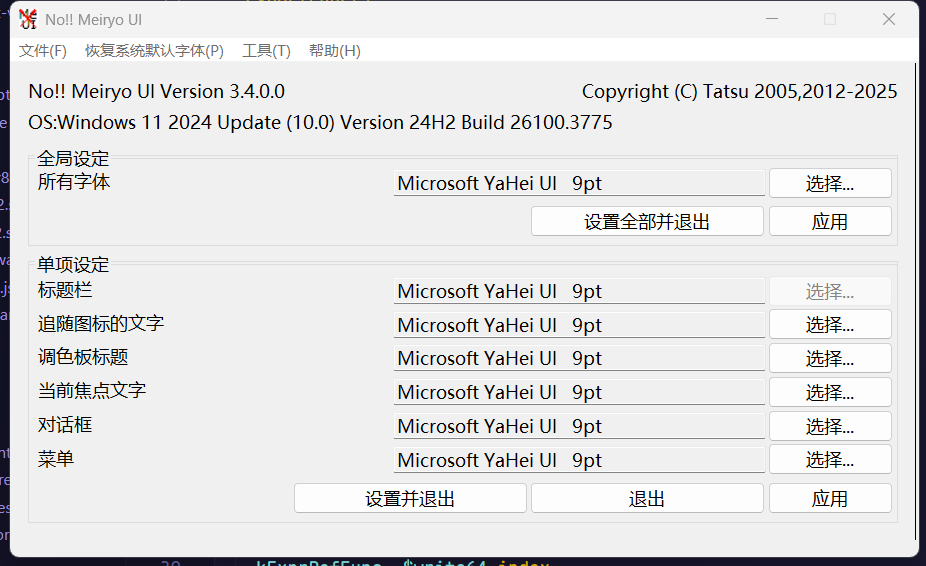 No!! Meiryo UI
文件(F) 恢复系统默认字体(P) 工具(T) 帮助(H)
No!! Meiryo UI Version 3.4.0.0 Copyright (C) Tatsu 2005,2012-2025
OS:Windows 11 2024 Update (10.0) Version 24H2 Build 26100.3775
全局设定
所有字体 Microsoft YaHei UI 9pt 选择...
设置全部并退出 应用
单项设定
标题栏 Microsoft YaHei UI 9pt 选择...
追随图标的文字 Microsoft YaHei UI 9pt 选择...
调色板标题 Microsoft YaHei UI 9pt 选择...
当前焦点文字 Microsoft YaHei UI 9pt 选择...
对话框 Microsoft YaHei UI 9pt 选择...
菜单 Microsoft YaHei UI 9pt 选择...
设置并退出 退出 应用